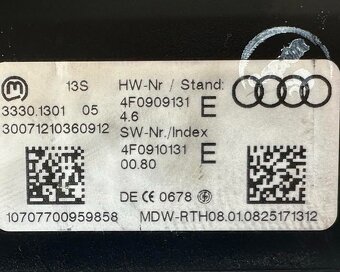 13S HW-Nr / Stand:
3330.1301 05 4F0909131 E
30071210360912 4.6
SW-Nr./Index
4F0910131 E
00.80
DE CE 0678
10707700959858 MDW-RTH08.01.0825171312